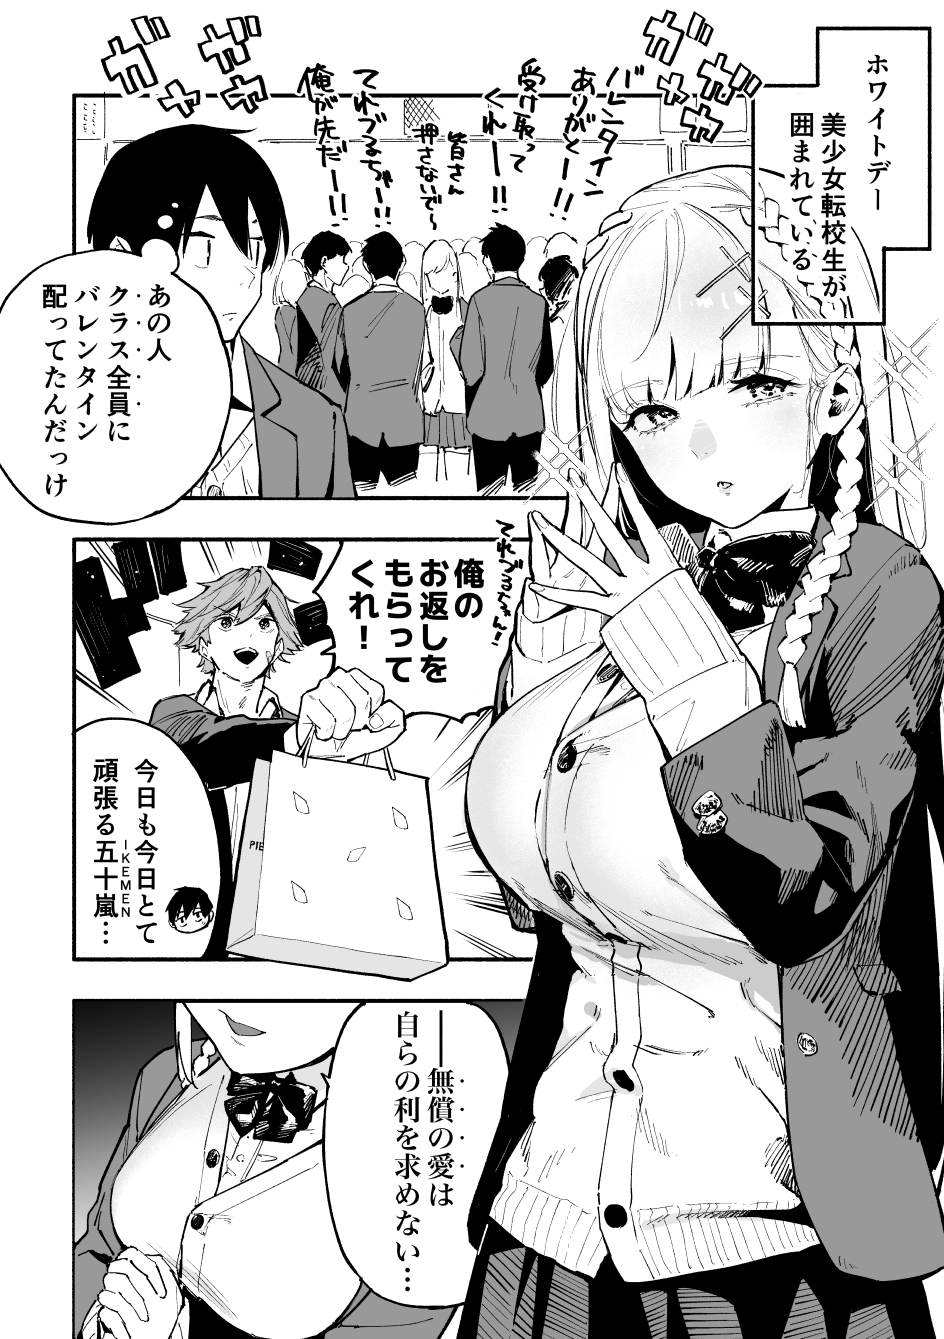 ホワイトデー
美少女転校生が
囲まれている
ガヤ
ガヤ
ガヤ
ガヤ
バレンタイン
ありがとー!!
受け取って
くれー!!
皆さん
押さないで〜
てれづるちゃー!!
俺が先だー!!
あの人
クラス全員に
バレンタイン
配ってたんだっけ
てれづるくぅん!
俺の
お返しを
もらって
くれ!
PIE
今日も今日とて
頑張る五十嵐…
IKEMEN
──無償の愛は
自らの利を求めない…